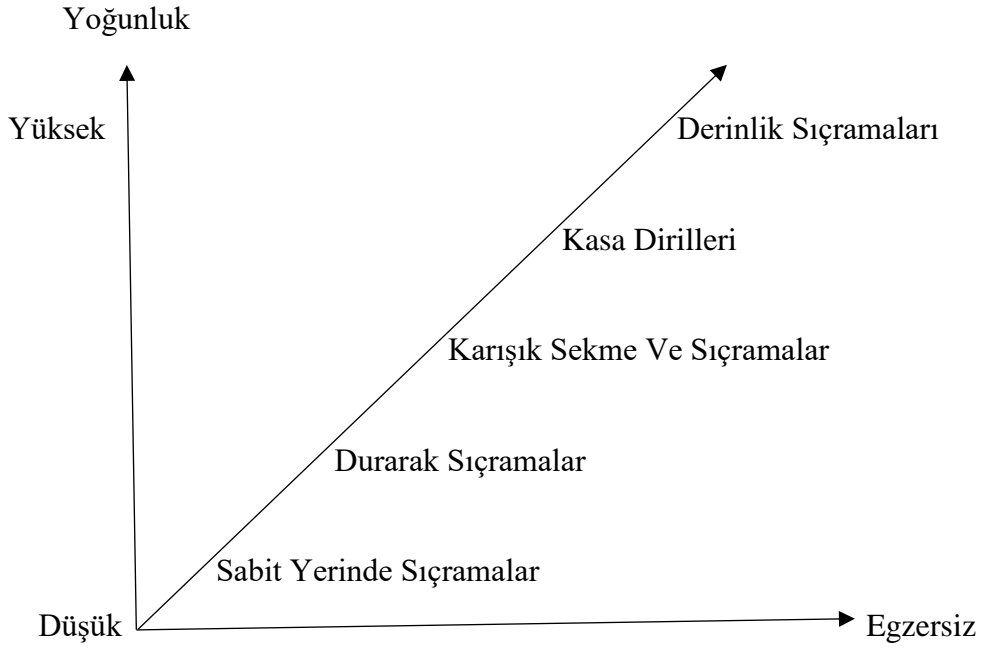 Yoğunluk
Yüksek
Derinlik Sıçramaları
Kasa Dirilleri
Karışık Sekme Ve Sıçramalar
Durarak Sıçramalar
Sabit Yerinde Sıçramalar
Düşük
Egzersiz